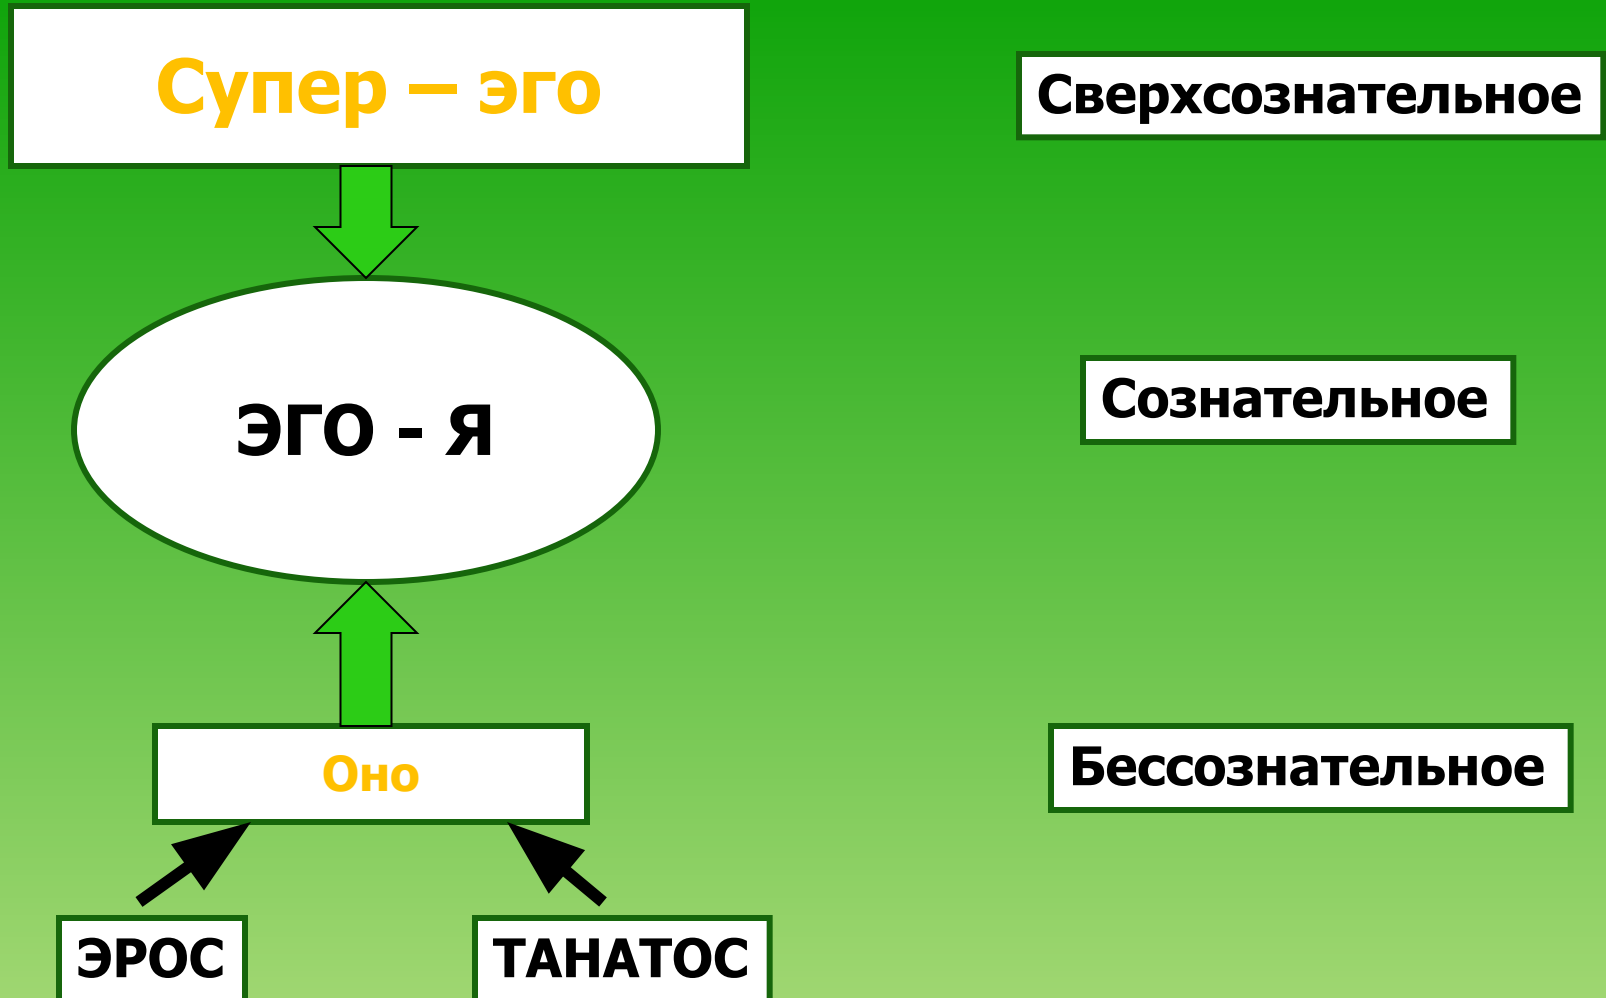 Супер – эго
Сверхсознательное
ЭГО - Я
Сознательное
Оно
Бессознательное
ЭРОС
ТАНАТОС